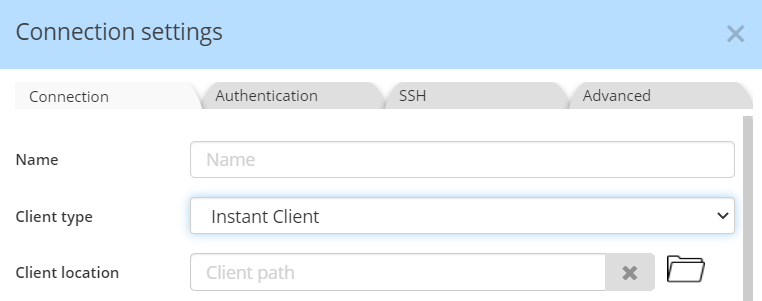 Connection settings
Connection Authentication SSH Advanced
Name Name
Client type Instant Client
Client location Client path